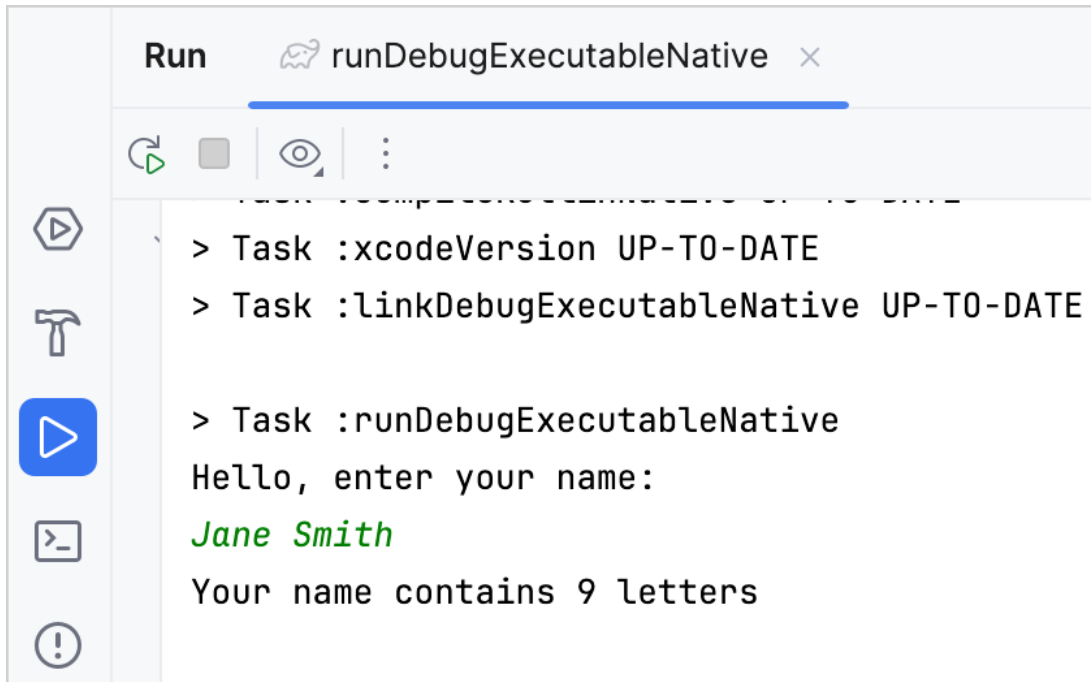 Run runDebugExecutableNative
> Task :xcodeVersion UP-TO-DATE
> Task :linkDebugExecutableNative UP-TO-DATE
> Task :runDebugExecutableNative
Hello, enter your name:
Jane Smith
Your name contains 9 letters